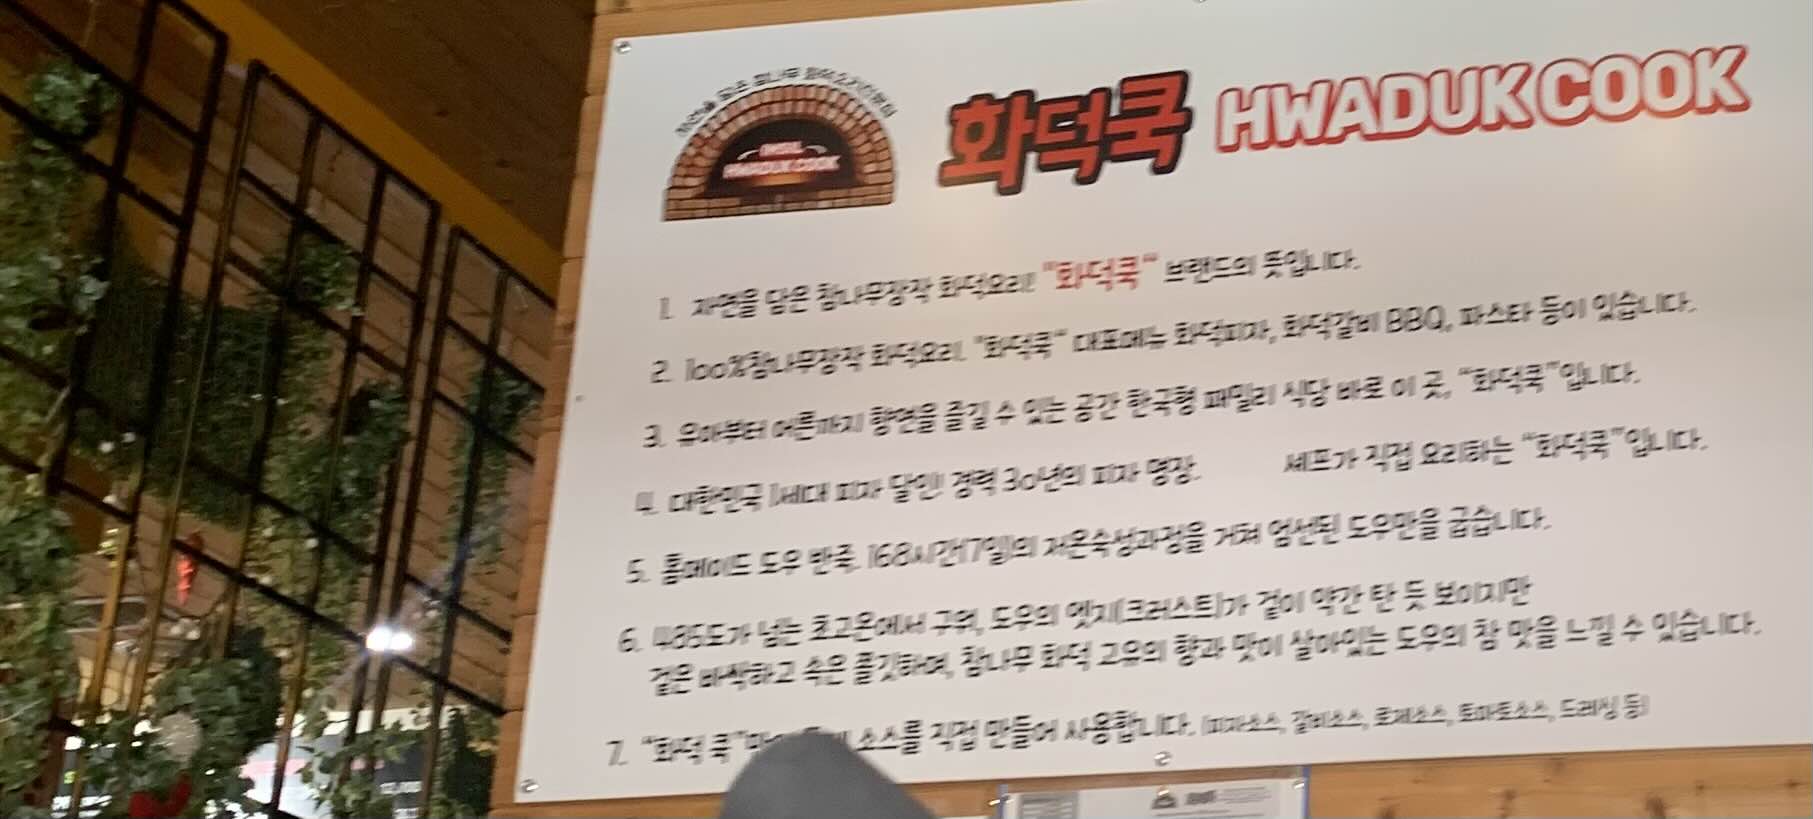 화덕쿡 HWADUK COOK
HWADUK COOK
1. 자연을 담은 참나무장작 화덕요리! "화덕쿡" 브랜드의 뜻입니다.
2. 100%참나무장작 화덕요리. "화덕쿡" 대표메뉴 화덕피자, 화덕갈비 BBQ, 파스타 등이 있습니다.
3. 유아부터 어른까지 향연을 즐길 수 있는 공간 한국형 패밀리 식당 바로 이 곳, "화덕쿡"입니다.
4. 대한민국 1세대 피자 달인! 경력 30년의 피자 명장. 셰프가 직접 요리하는 "화덕쿡"입니다.
5. 홈메이드 도우 반죽. 168시간(7일)의 저온숙성과정을 거쳐 엄선된 도우만을 굽습니다.
6. 485도가 넘는 초고온에서 구워, 도우의 엣지(크러스트)가 겉이 약간 탄 듯 보이지만
겉은 바싹하고 속은 쫄깃하며, 참나무 화덕 고유의 향과 맛이 살아있는 도우의 참 맛을 느낄 수 있습니다.
7. "화덕 쿡" 소스를 직접 만들어 사용합니다. (피자소스, 갈비소스, 로제소스, 토마토소스, 드레싱 등)